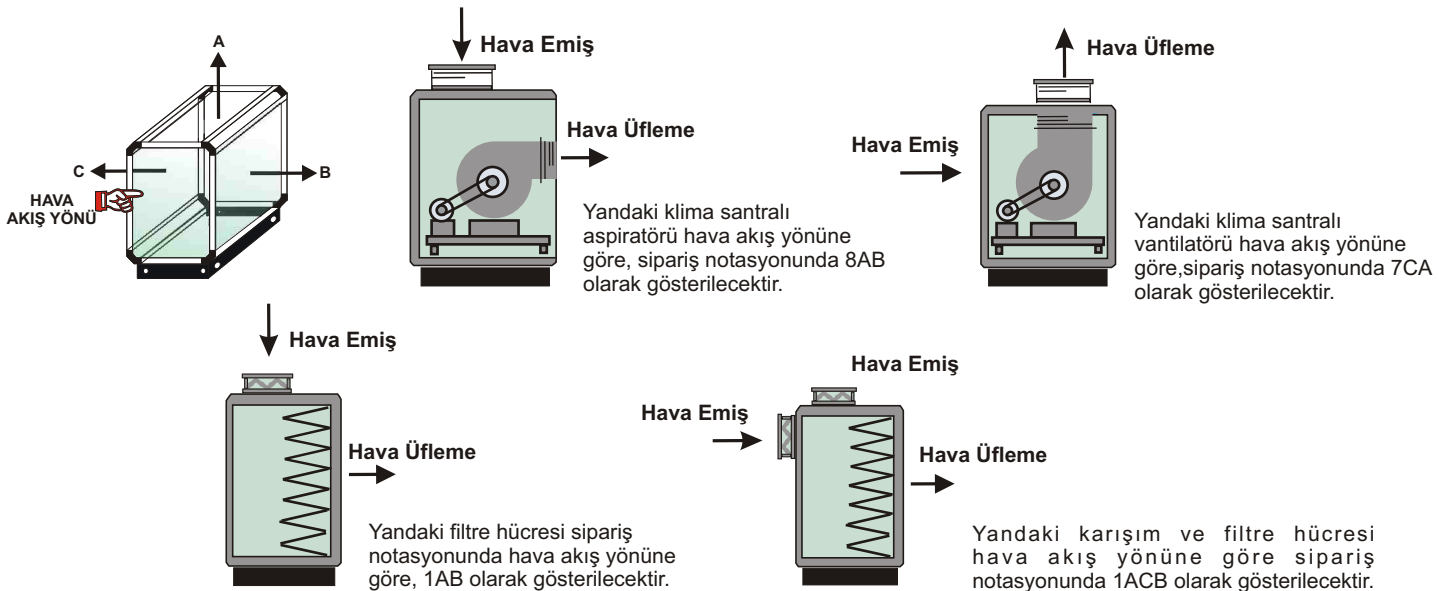 A
C
B
HAVA
AKIŞ YÖNÜ
Hava Emiş
Hava Üfleme
Yandaki klima santralı
aspiratörü hava akış yönüne
göre, sipariş notasyonunda 8AB
olarak gösterilecektir.
Hava Üfleme
Hava Emiş
Yandaki klima santralı
vantilatörü hava akış yönüne
göre,sipariş notasyonunda 7CA
olarak gösterilecektir.
Hava Emiş
Hava Üfleme
Yandaki filtre hücresi sipariş
notasyonunda hava akış yönüne
göre, 1AB olarak gösterilecektir.
Hava Emiş
Hava Emiş
Hava Üfleme
Yandaki karışım ve filtre hücresi
hava akış yönüne göre sipariş
notasyonunda 1ACB olarak gösterilecektir.